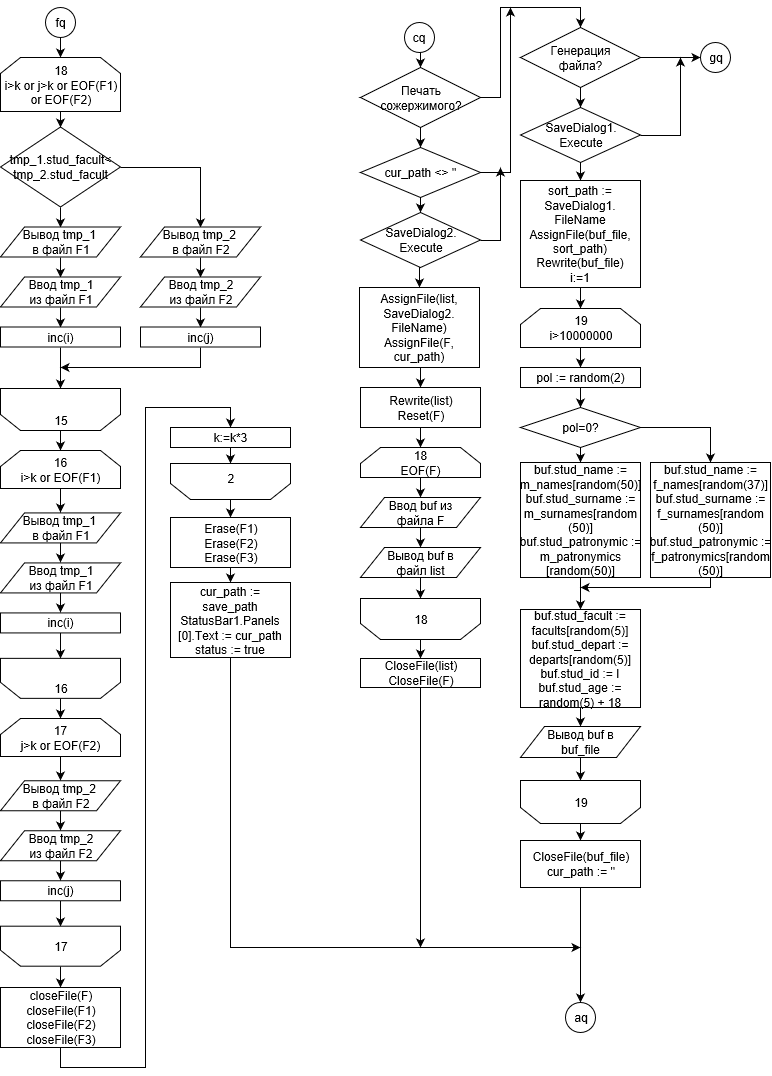 fq
18
i>k or j>k or EOF(F1)
or EOF(F2)
tmp_1.stud_facult<
tmp_2.stud_facult
Вывод tmp_1
в файл F1
Вывод tmp_2
в файл F2
Ввод tmp_1
из файл F1
Ввод tmp_2
из файл F2
inc(i)
inc(j)
15
16
i>k or EOF(F1)
Вывод tmp_1
в файл F1
Ввод tmp_1
из файл F1
inc(i)
16
17
j>k or EOF(F2)
Вывод tmp_2
в файл F2
Ввод tmp_2
из файл F2
inc(j)
17
closeFile(F)
closeFile(F1)
closeFile(F2)
closeFile(F3)
k:=k*3
2
Erase(F1)
Erase(F2)
Erase(F3)
cur_path :=
save_path
StatusBar1.Panels
[0].Text := cur_path
status := true
cq
Печать
сожержимого?
cur_path <> ''
SaveDialog2.
Execute
AssignFile(list,
SaveDialog2.
FileName)
AssignFile(F,
cur_path)
Rewrite(list)
Reset(F)
18
EOF(F)
Ввод buf из
файла F
Вывод buf в
файл list
18
CloseFile(list)
CloseFile(F)
Генерация
файла?
gq
SaveDialog1.
Execute
sort_path :=
SaveDialog1.
FileName
AssignFile(buf_file,
sort_path)
Rewrite(buf_file)
i:=1
19
i>10000000
pol := random(2)
pol=0?
buf.stud_name :=
m_names[random(50)]
buf.stud_surname :=
m_surnames[random
(50)]
buf.stud_patronymic :=
m_patronymics
[random(50)]
buf.stud_name :=
f_names[random(37)]
buf.stud_surname :=
f_surnames[random
(50)]
buf.stud_patronymic :=
f_patronymics[random
(50)]
buf.stud_facult :=
facults[random(5)]
buf.stud_depart :=
departs[random(5)]
buf.stud_id := I
buf.stud_age :=
random(5) + 18
Вывод buf в
buf_file
19
CloseFile(buf_file)
cur_path := ''
aq